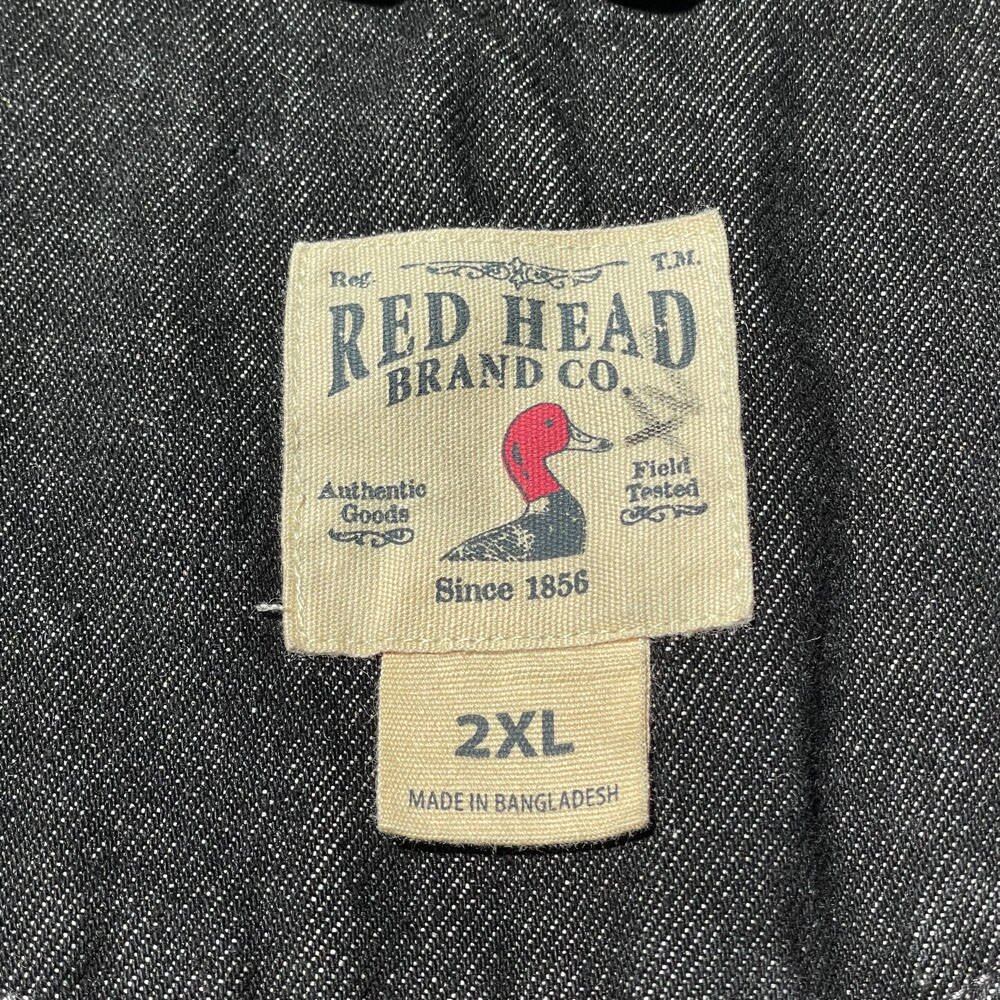 Reg. T.M.
RED HEAD
BRAND CO.
Authentic
Goods
Field
Tested
Since 1856
2XL
MADE IN BANGLADESH